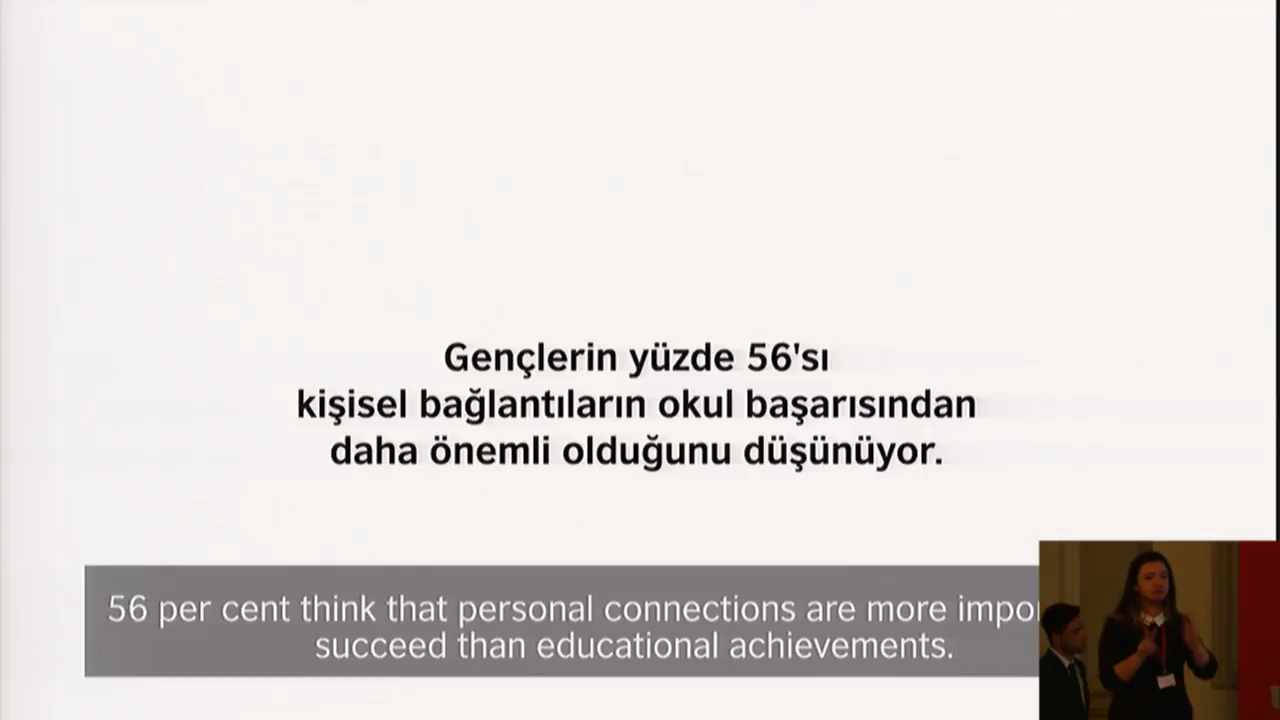 Gençlerin yüzde 56'sı
kişisel bağlantıların okul başarısından
daha önemli olduğunu düşünüyor.
56 per cent think that personal connections are more
succeed than educational achievements.